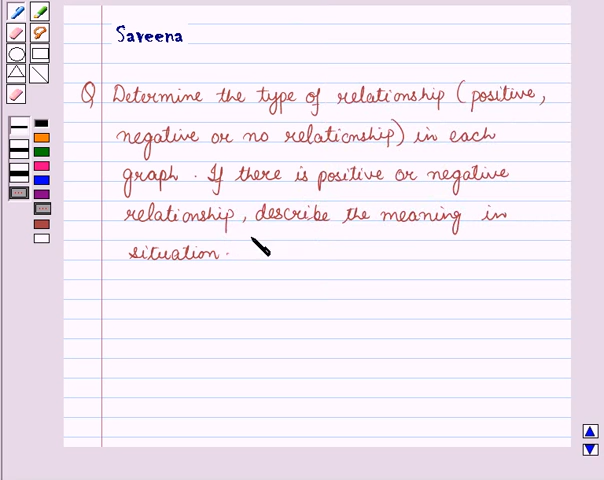 Saveena
Q Determine the type of relationship (positive,
negative or no relationship) in each
graph. If there is positive or negative
relationship, describe the meaning in
situation.